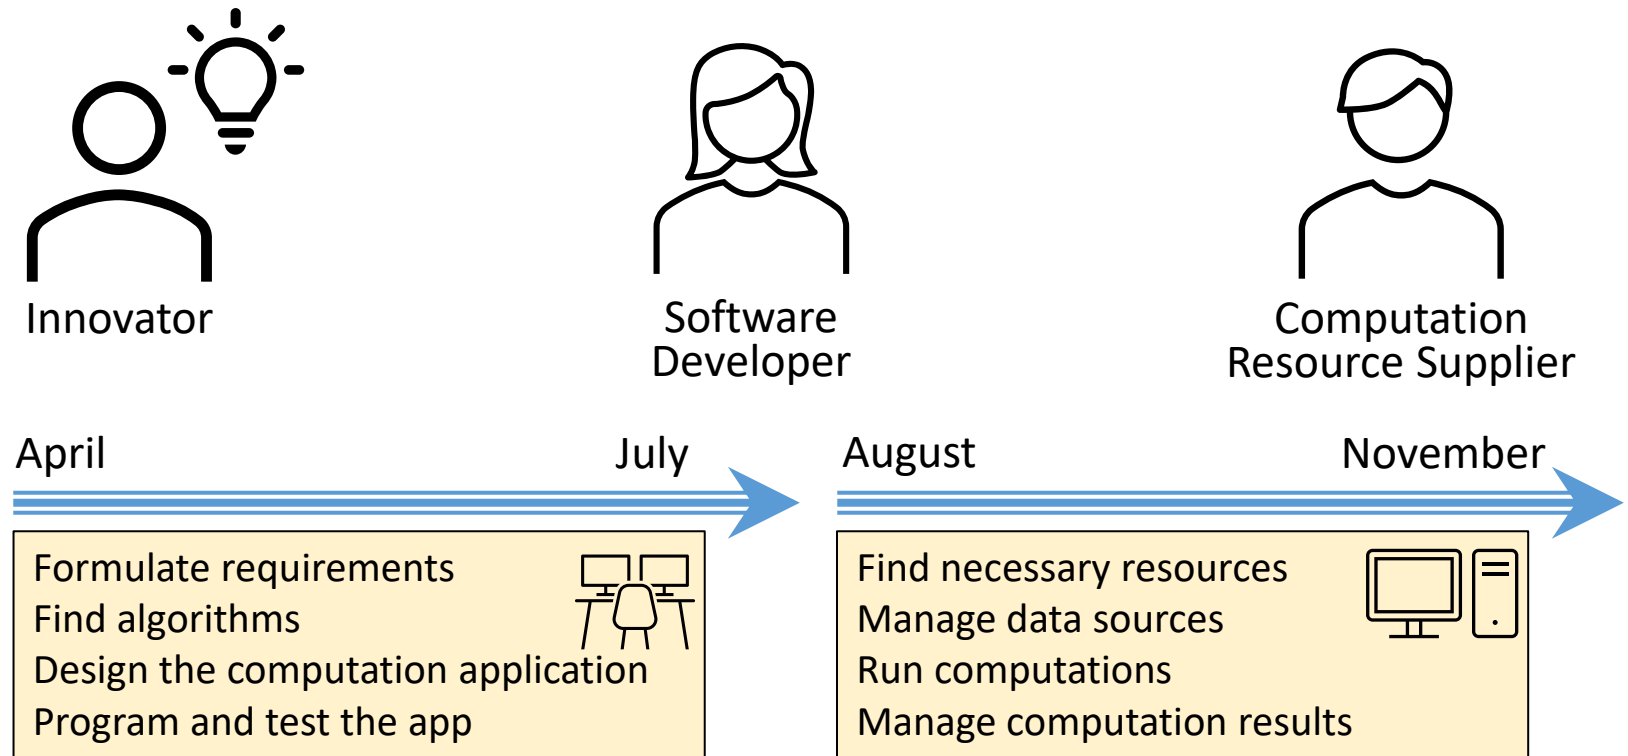 Innovator
Software
Developer
Computation
Resource Supplier
April
July
August
November
Formulate requirements
Find algorithms
Design the computation application
Program and test the app
Find necessary resources
Manage data sources
Run computations
Manage computation results